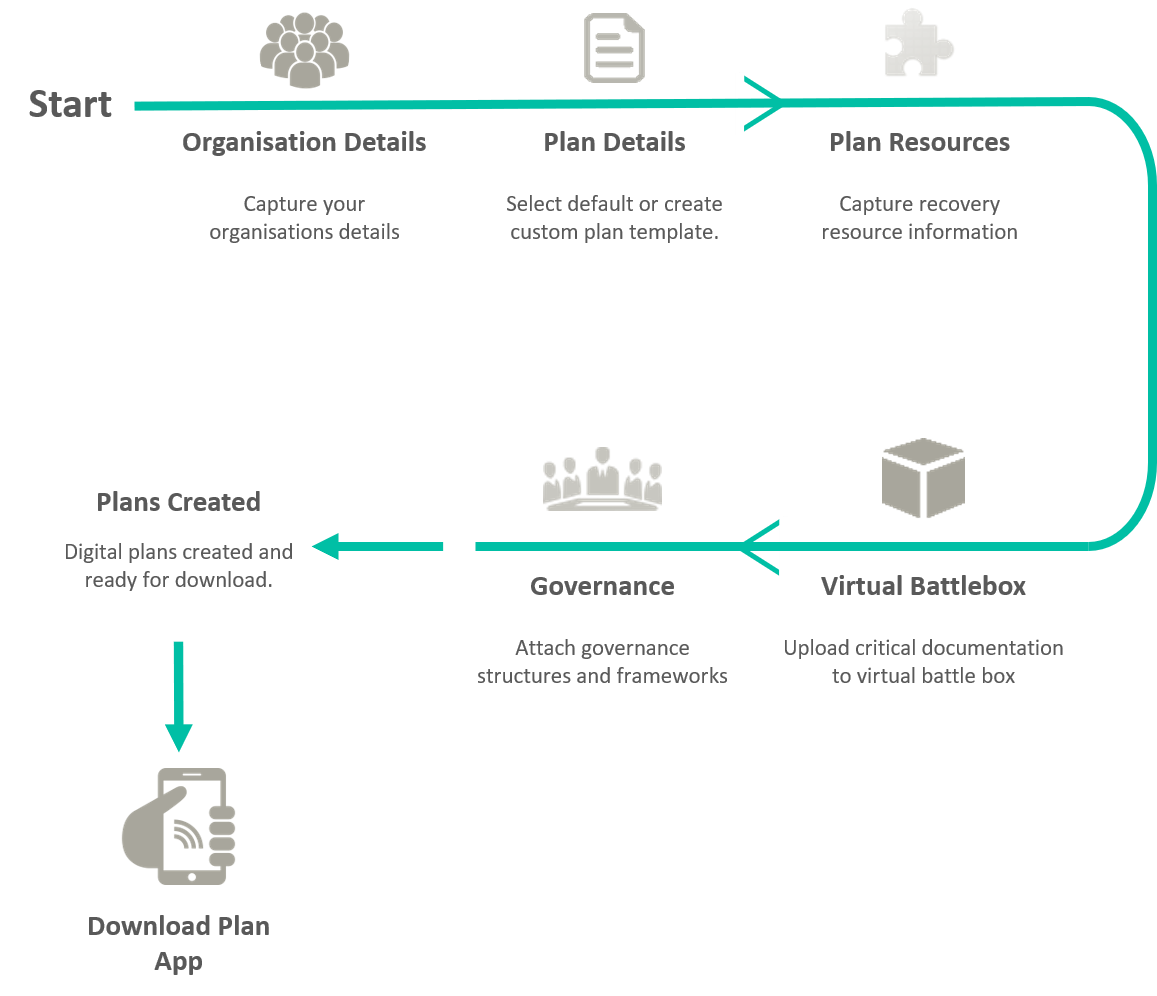 Start
Organisation Details
Capture your
organisations details
Plan Details
Select default or create
custom plan template.
Plan Resources
Capture recovery
resource information
Virtual Battlebox
Upload critical documentation
to virtual battle box
Governance
Attach governance
structures and frameworks
Plans Created
Digital plans created and
ready for download.
Download Plan
App